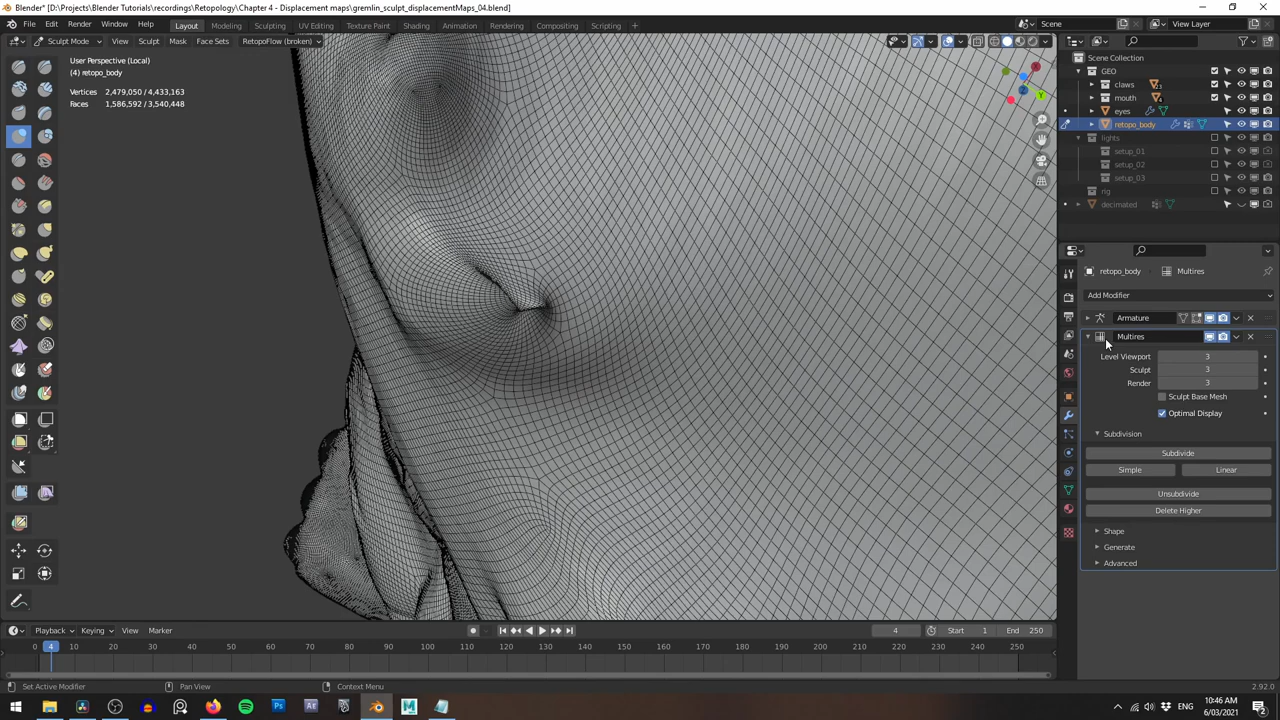 Blender* [D:\Projects\Blender Tutorials\recordings\Retopology\Chapter 4 - Displacement maps\gremlin_sculpt_displacementMaps_04.blend]
File Edit Render Window Help Layout Modeling Sculpting UV Editing Texture Paint Shading Animation Rendering Compositing Scripting + Scene View Layer
Sculpt Mode View Sculpt Mask Face Sets RetopoFlow (broken)
User Perspective (Local)
(4) retopo_body
Vertices 2,479,050 / 4,433,163
Faces 1,586,592 / 3,540,448
X
Y
Scene Collection
GEO
claws 23
mouth 4
eyes
retopo_body
lights
setup_01
setup_02
setup_03
rig
decimated
retopo_body Multires
Add Modifier
Armature
Multires
Level Viewport 3
Sculpt 3
Render 3
Sculpt Base Mesh
Optimal Display
Subdivision
Subdivide
Simple Linear
Unsubdivide
Delete Higher
Shape
Generate
Advanced
Playback Keying View Marker 4 Start 1 End 250
0 4 10 20 30 40 50 60 70 80 90 100 110 120 130 140 150 160 170 180 190 200 210 220 230 240 250
Set Active Modifier Pan View Context Menu 2.92.0
Ps Ae M ENG 10:46 AM
6/03/2021 2